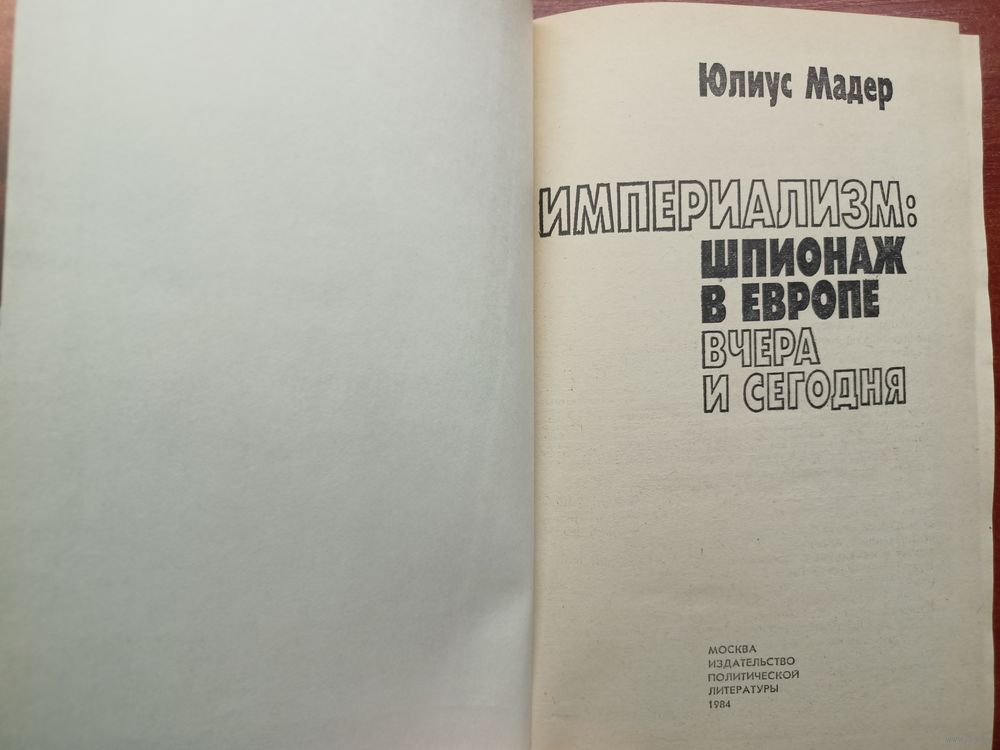 Юлиус Мадер
ИМПЕРИАЛИЗМ:
ШПИОНАЖ
В ЕВРОПЕ
ВЧЕРА
И СЕГОДНЯ
МОСКВА
ИЗДАТЕЛЬСТВО
ПОЛИТИЧЕСКОЙ
ЛИТЕРАТУРЫ
1984